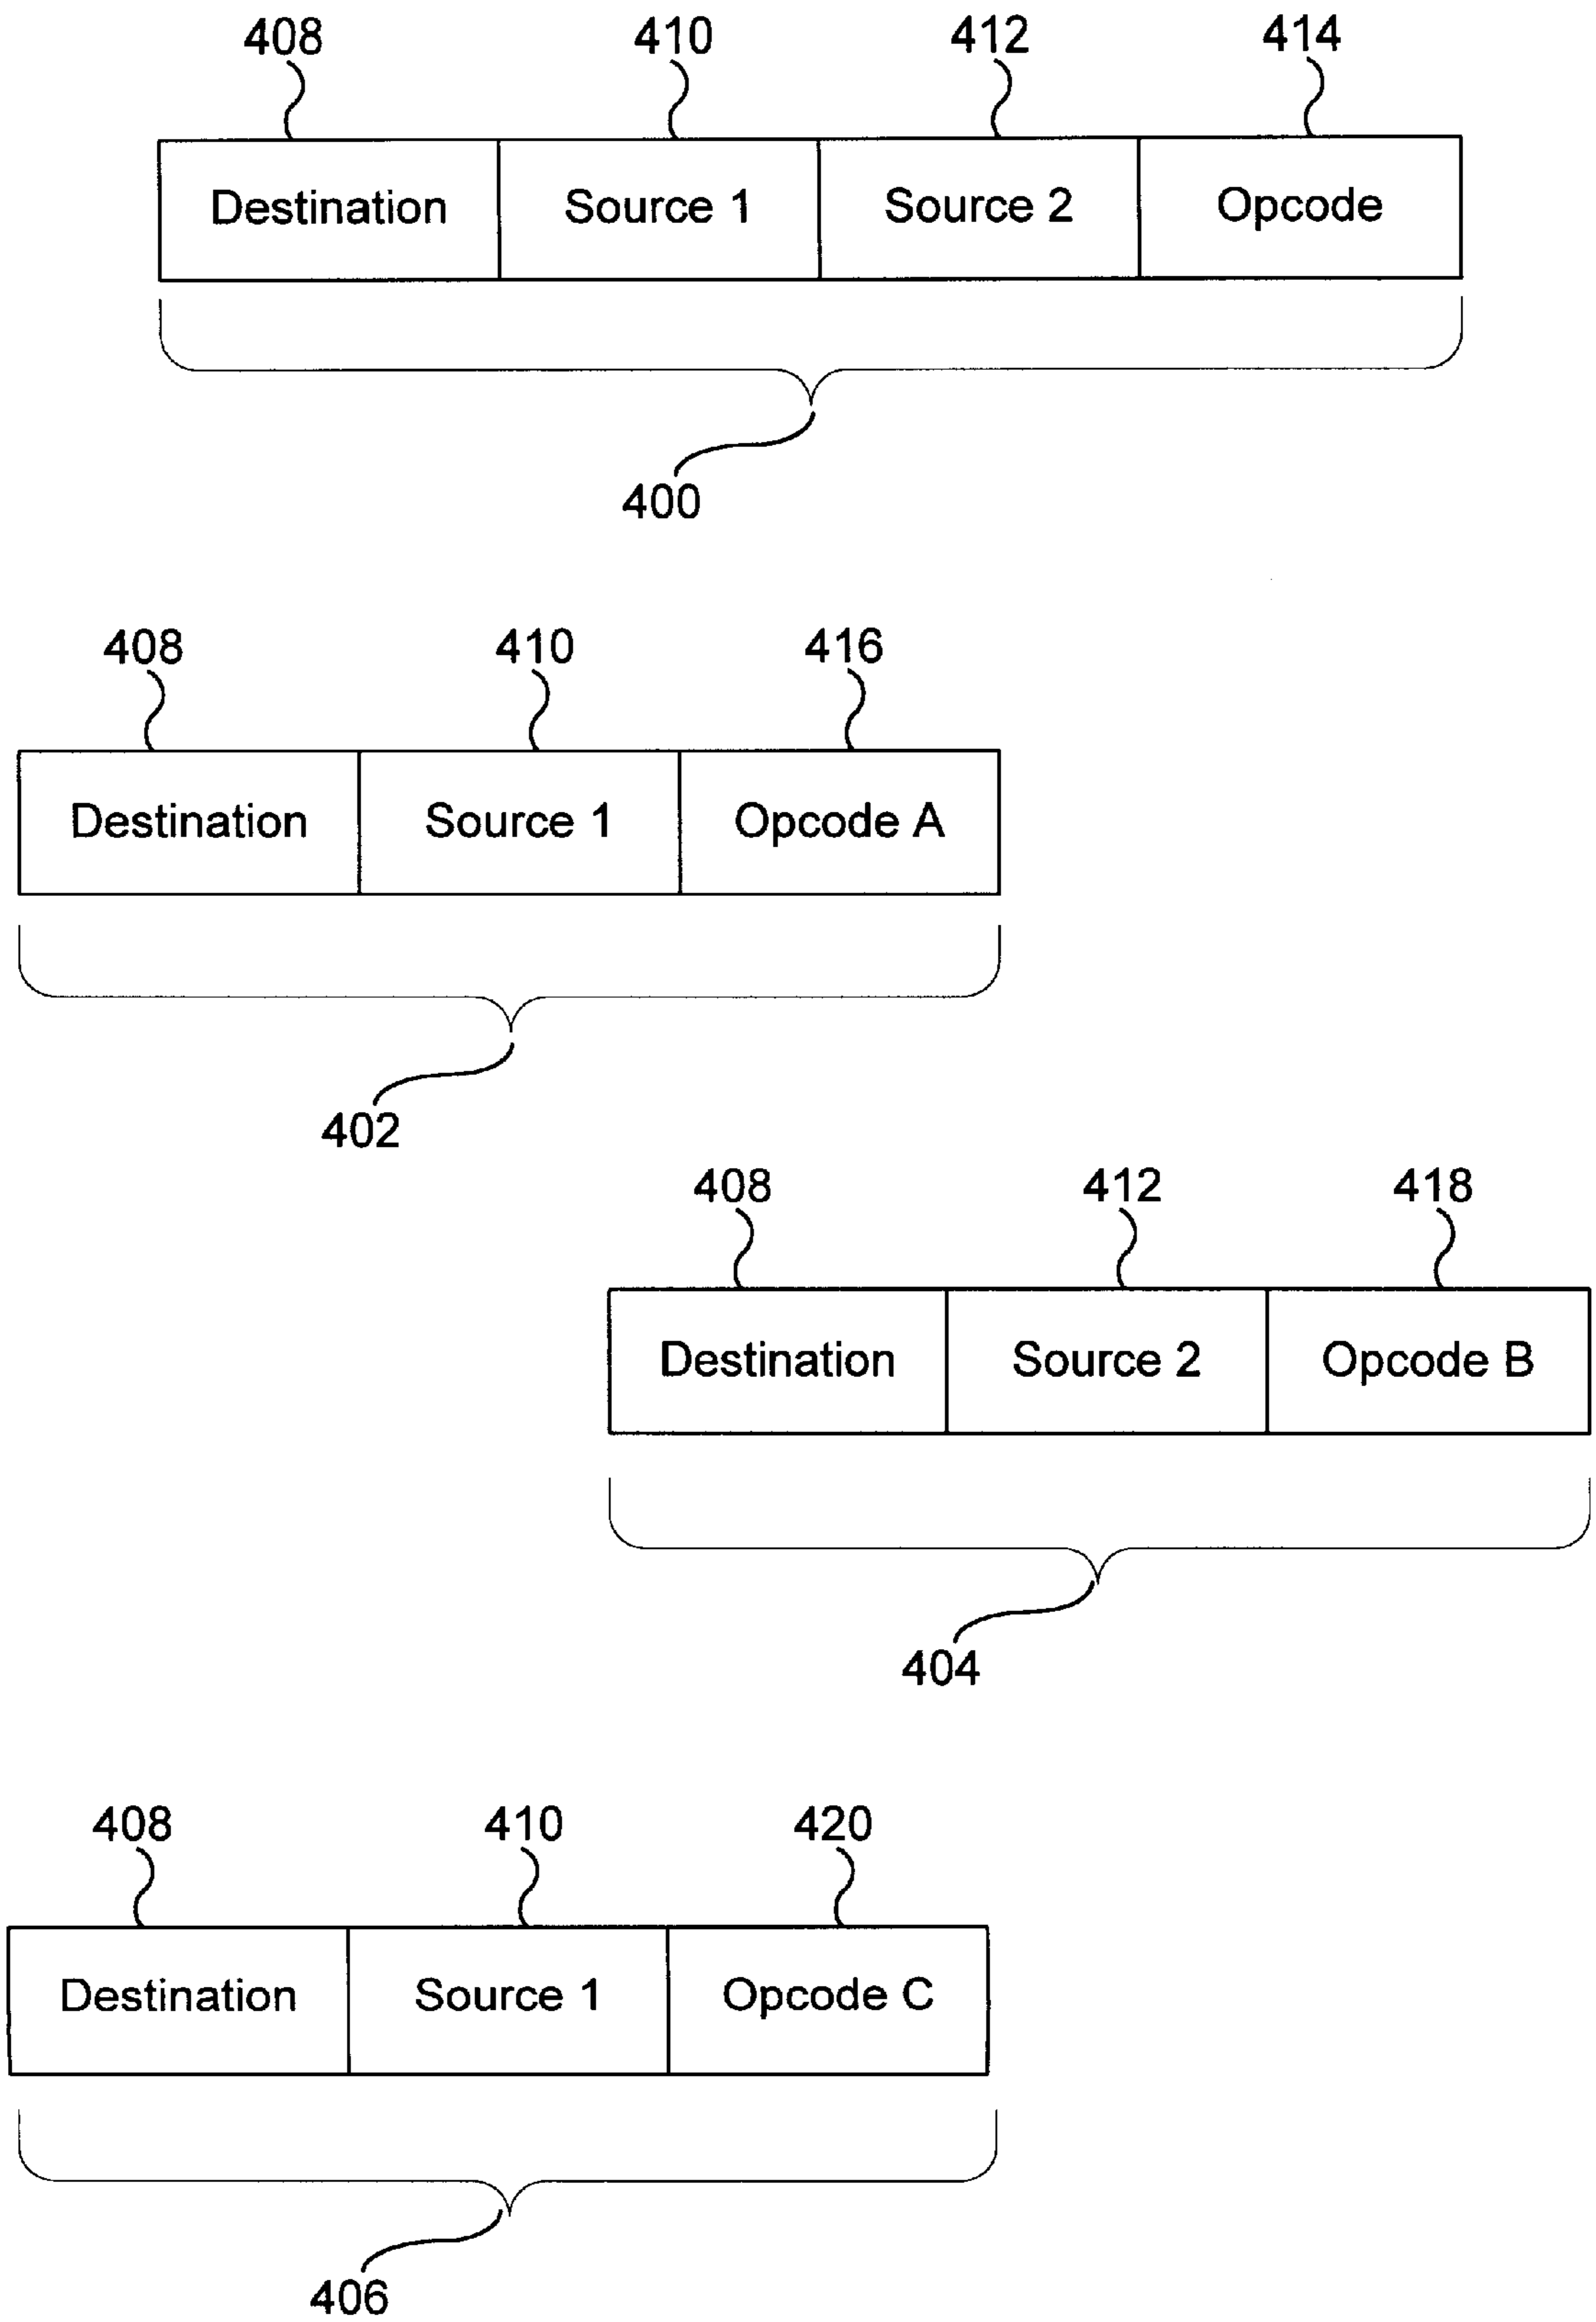 408 410 412 414
Destination Source 1 Source 2 Opcode
400
408 410 416
Destination Source 1 Opcode A
402
408 412 418
Destination Source 2 Opcode B
404
408 410 420
Destination Source 1 Opcode C
406